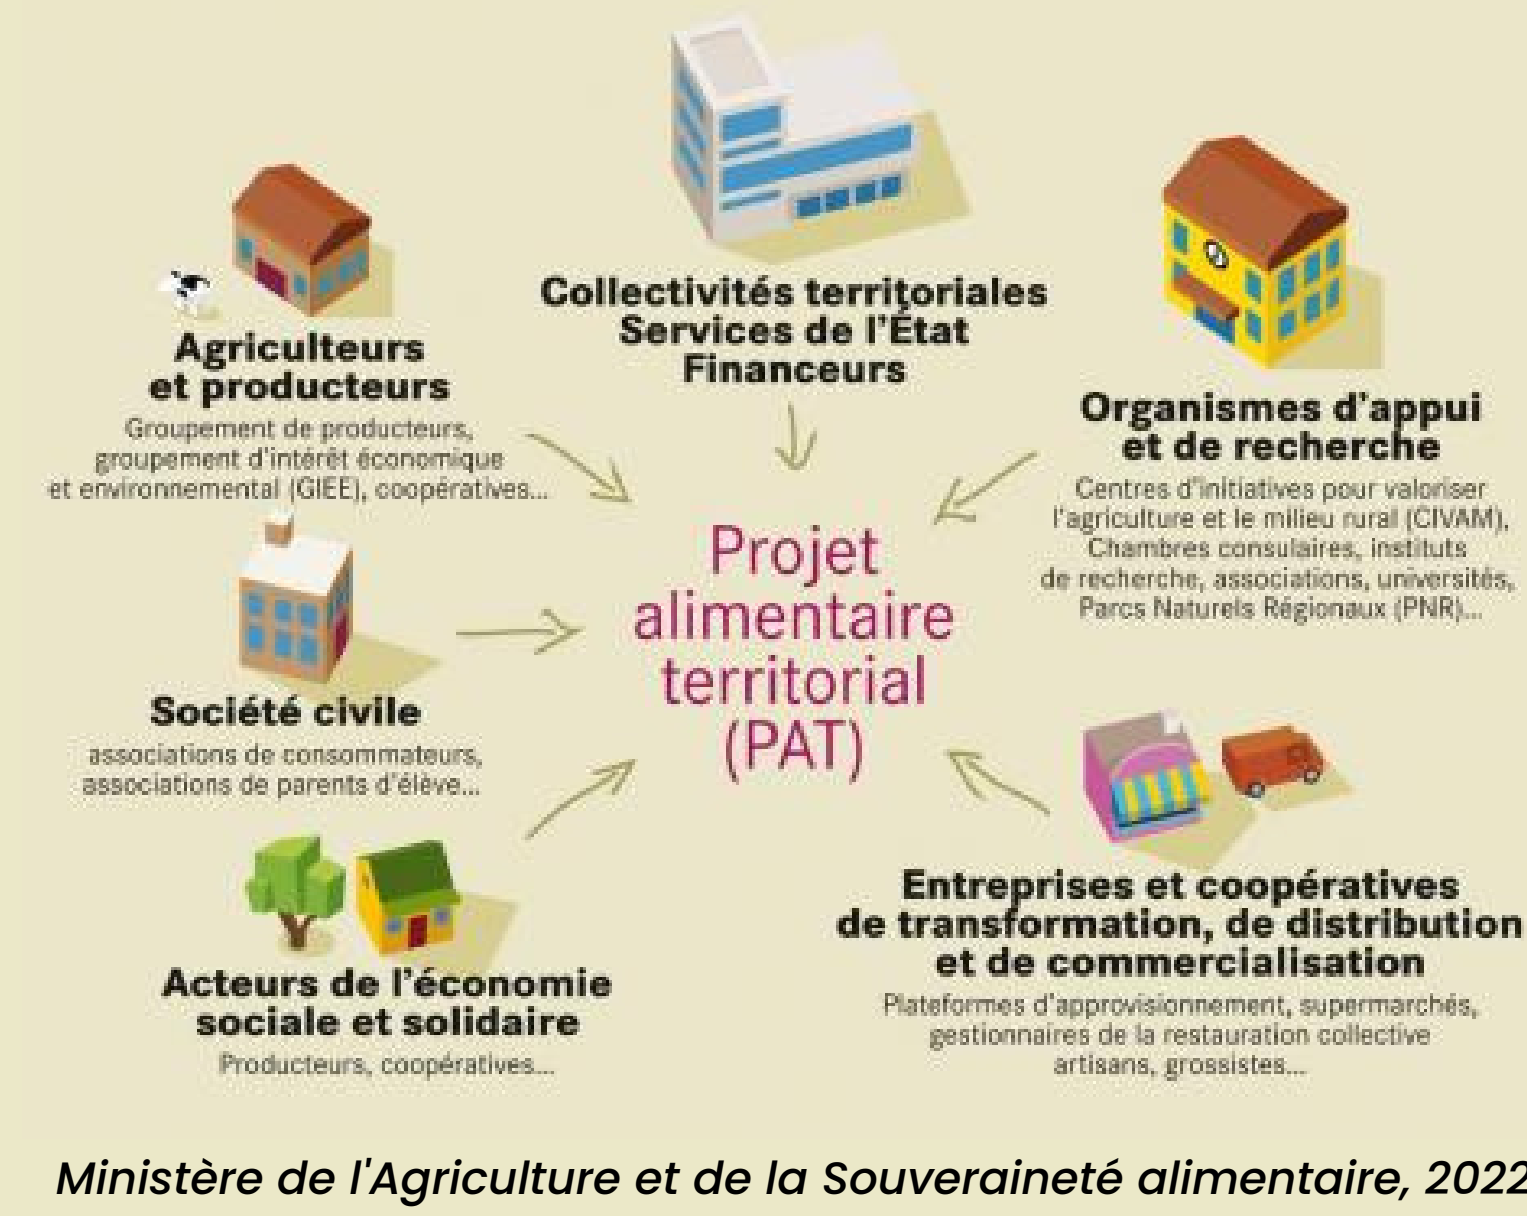 Collectivités territoriales
Services de l'État
Financeurs
Agriculteurs
et producteurs
Groupement de producteurs,
groupement d'intérêt économique
et environnemental (GIEE), coopératives...
Organismes d'appui
et de recherche
Centres d'initiatives pour valoriser
l'agriculture et le milieu rural (CIVAM),
Chambres consulaires, instituts
de recherche, associations, universités,
Parcs Naturels Régionaux (PNR)...
Projet
alimentaire
territorial
(PAT)
Société civile
associations de consommateurs,
associations de parents d'élève...
Acteurs de l'économie
sociale et solidaire
Producteurs, coopératives...
Entreprises et coopératives
de transformation, de distribution
et de commercialisation
Plateformes d'approvisionnement, supermarchés,
gestionnaires de la restauration collective
artisans, grossistes...
Ministère de l'Agriculture et de la Souveraineté alimentaire, 2022